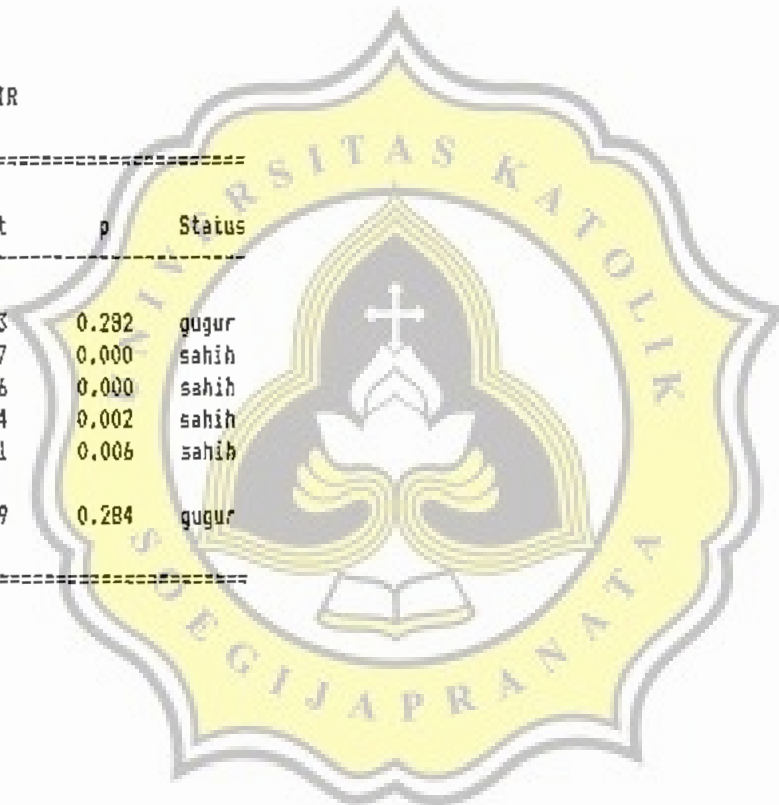 IR
==========================
t p Status
--------------------------
3 0.282 gugur
7 0.000 sahih
6 0.000 sahih
4 0.002 sahih
1 0.006 sahih
9 0.284 gugur
==========================
UNIVERSITAS KATOLIK
SOEGIJAPRANATA